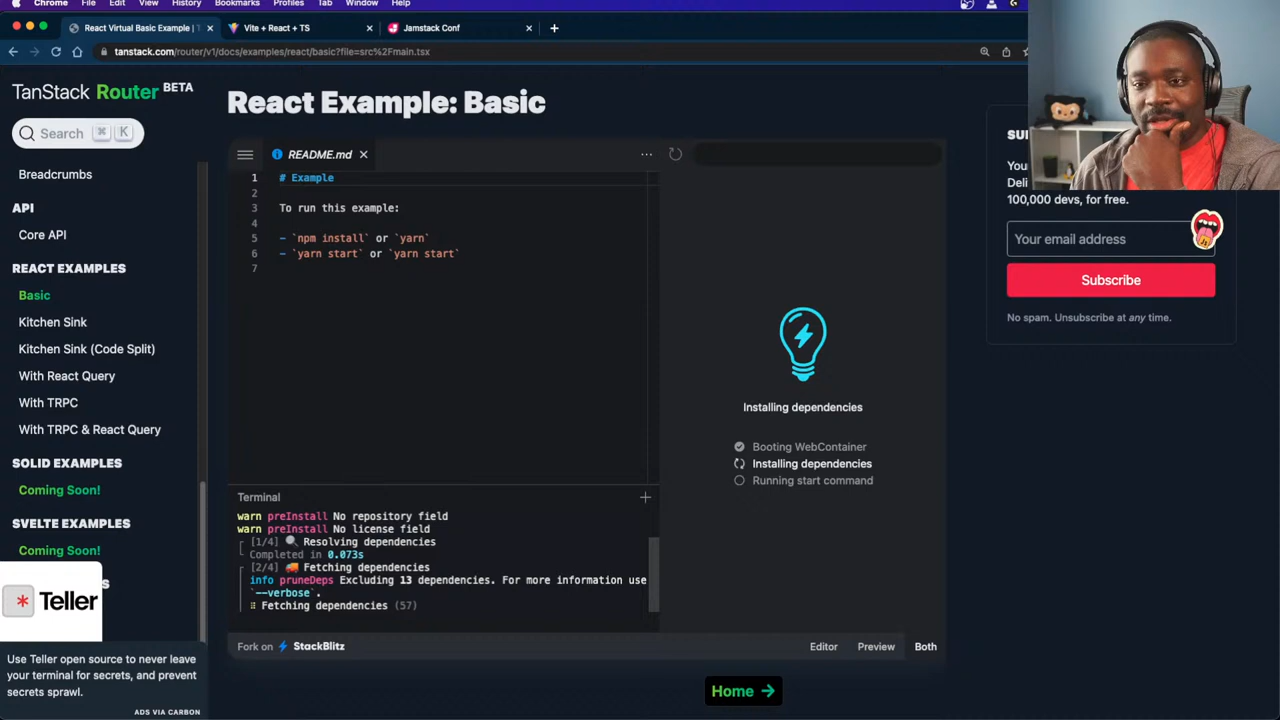 Chrome File Edit View History Bookmarks Profiles Tab Window Help
React Virtual Basic Example | T
Vite + React + TS
Jamstack Conf
tanstack.com/router/v1/docs/examples/react/basic?file=src%2Fmain.tsx
TanStack Router BETA
Search ⌘ K
Breadcrumbs
API
Core API
REACT EXAMPLES
Basic
Kitchen Sink
Kitchen Sink (Code Split)
With React Query
With TRPC
With TRPC & React Query
SOLID EXAMPLES
Coming Soon!
SVELTE EXAMPLES
Coming Soon!
* Teller
Use Teller open source to never leave
your terminal for secrets, and prevent
secrets sprawl.
ADS VIA CARBON
React Example: Basic
README.md
1 # Example
2
3 To run this example:
4
5 - `npm install` or `yarn`
6 - `yarn start` or `yarn start`
7
Terminal
warn preInstall No repository field
warn preInstall No license field
[1/4] 🔍 Resolving dependencies
Completed in 0.073s
[2/4] 🚚 Fetching dependencies
info pruneDeps Excluding 13 dependencies. For more information use
`--verbose`.
Fetching dependencies (57)
Installing dependencies
Booting WebContainer
Installing dependencies
Running start command
Fork on ⚡ StackBlitz
Editor
Preview
Both
Home →
100,000 devs, for free.
Your email address
Subscribe
No spam. Unsubscribe at any time.